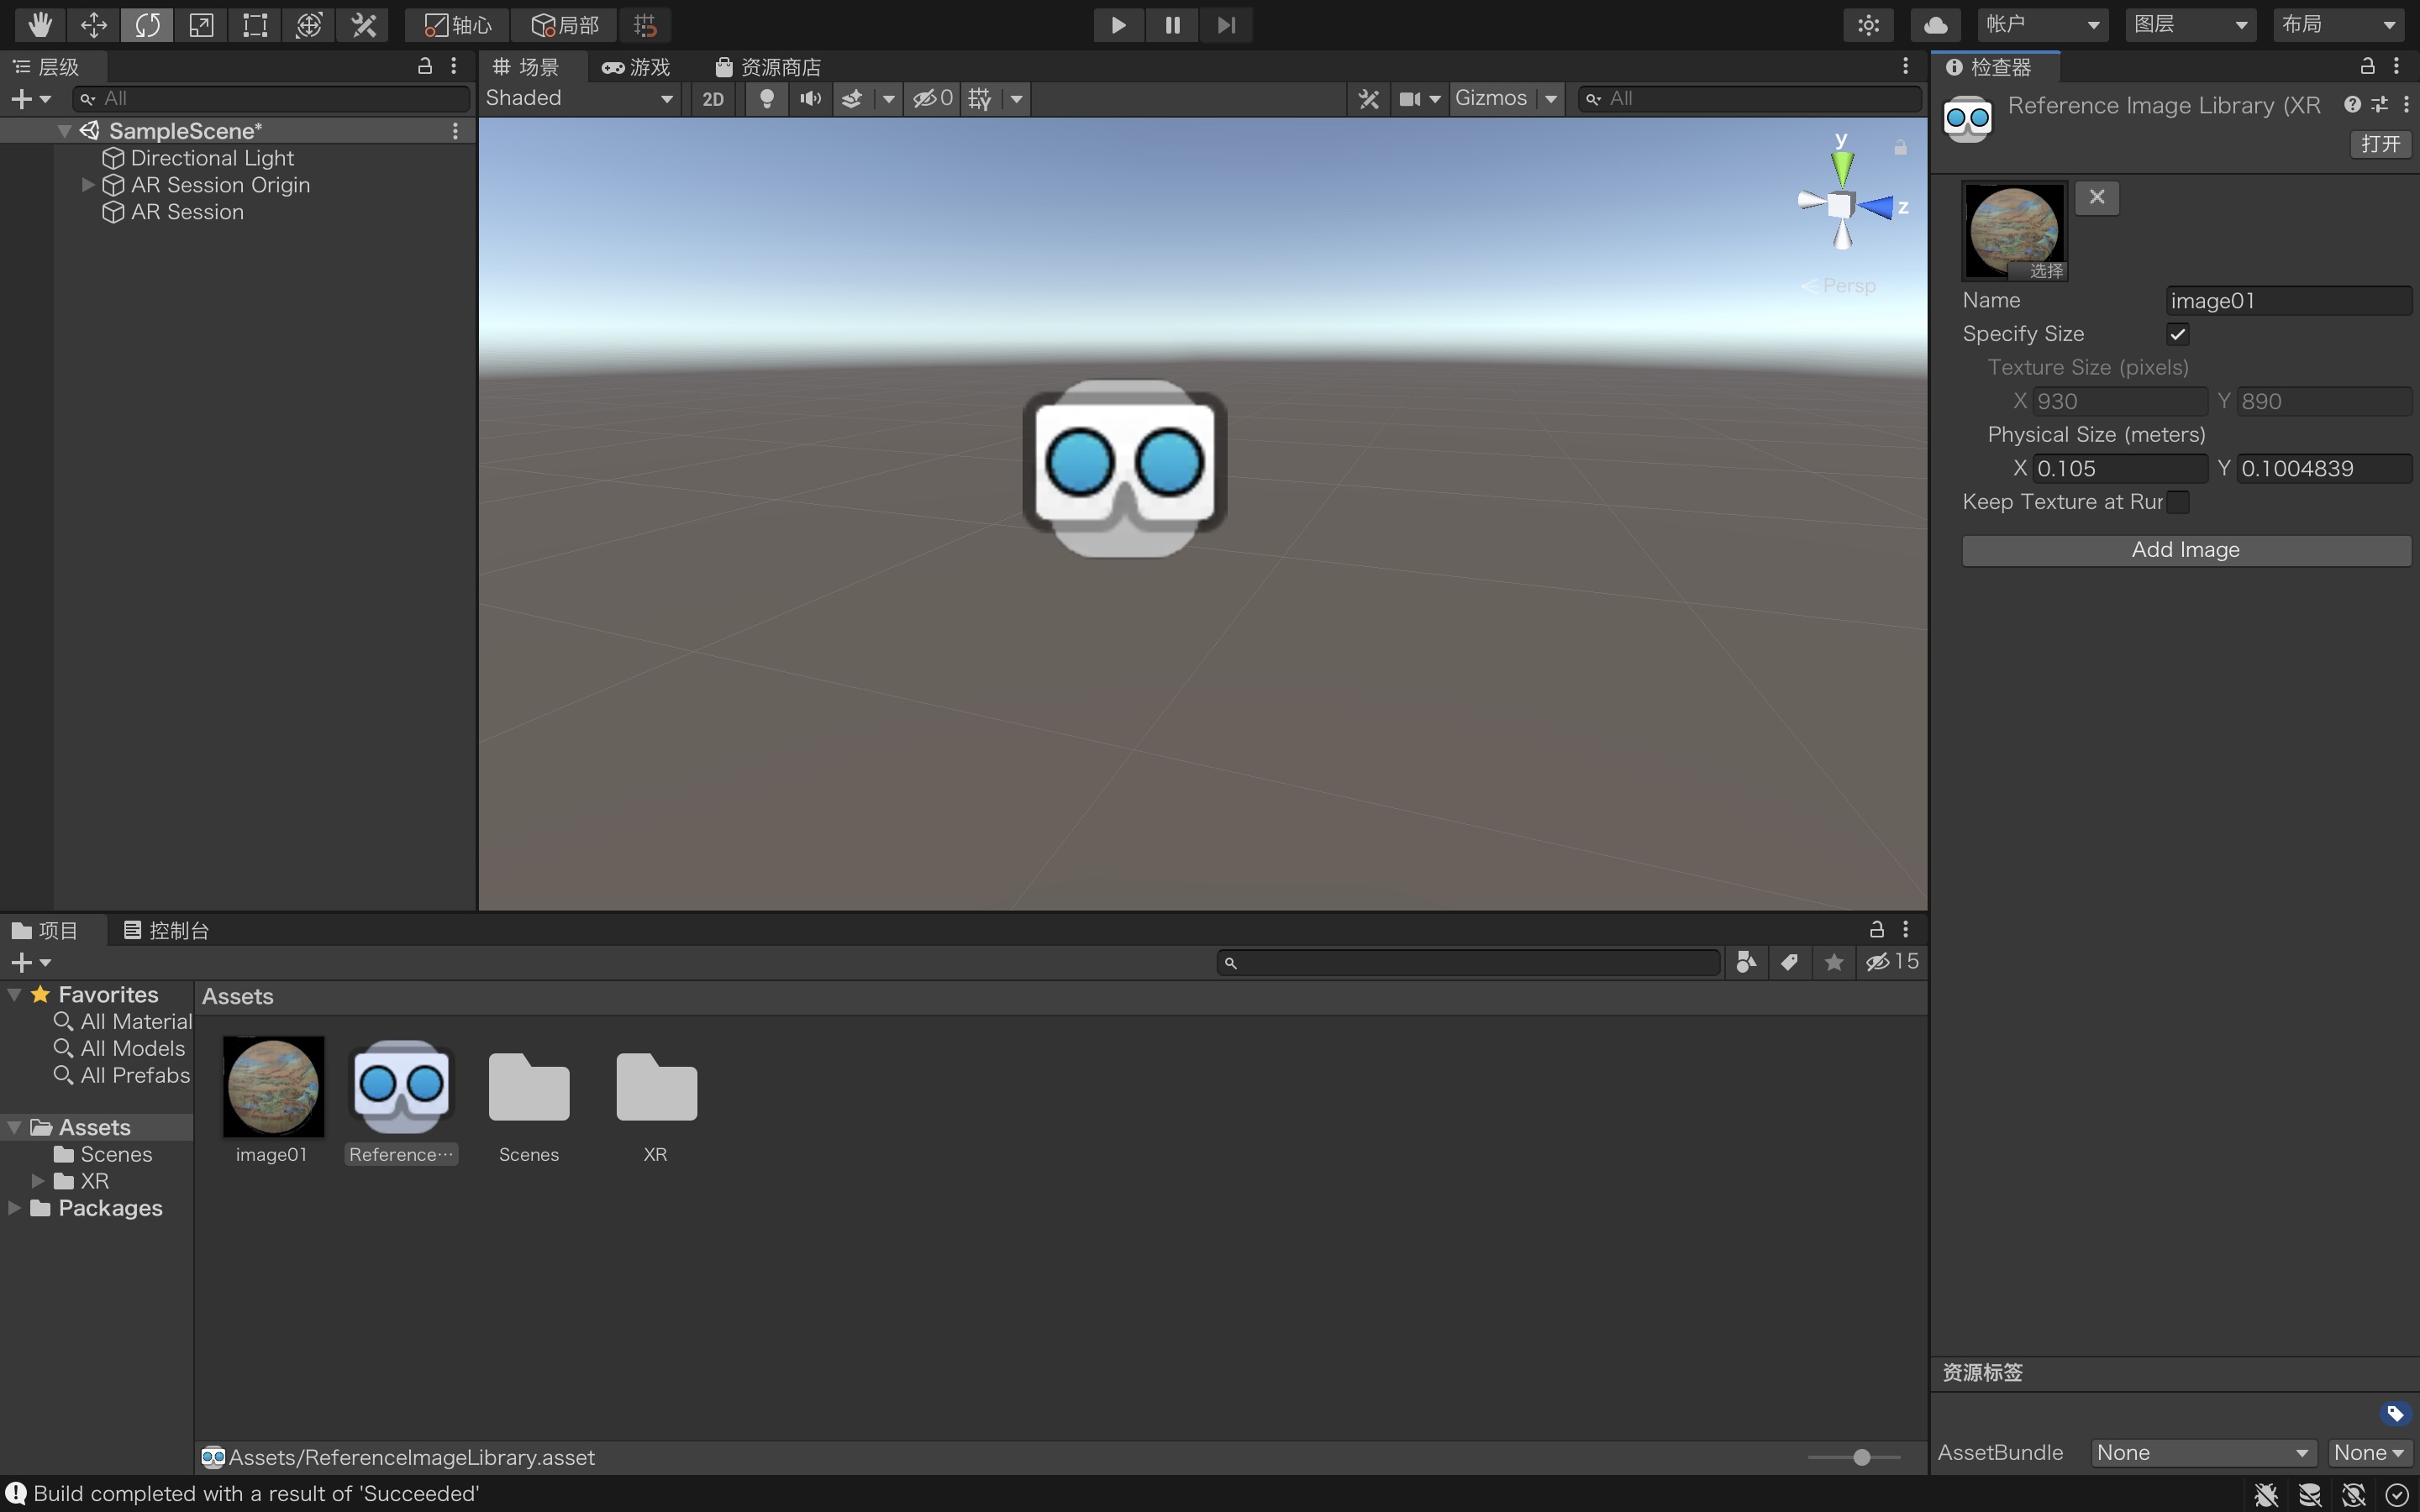 轴心 局部 帐户 图层 布局
层级
All
SampleScene*
Directional Light
AR Session Origin
AR Session
场景 游戏 资源商店
Shaded 2D 0 Gizmos All
y
z
Persp
检查器
Reference Image Library (XR
打开
选择
Name image01
Specify Size
Texture Size (pixels)
X 930 Y 890
Physical Size (meters)
X 0.105 Y 0.1004839
Keep Texture at Rur
Add Image
项目 控制台
15
Favorites
All Material
All Models
All Prefabs
Assets
Scenes
XR
Packages
Assets
image01 Reference… Scenes XR
Assets/ReferenceImageLibrary.asset
资源标签
AssetBundle None None
Build completed with a result of 'Succeeded'